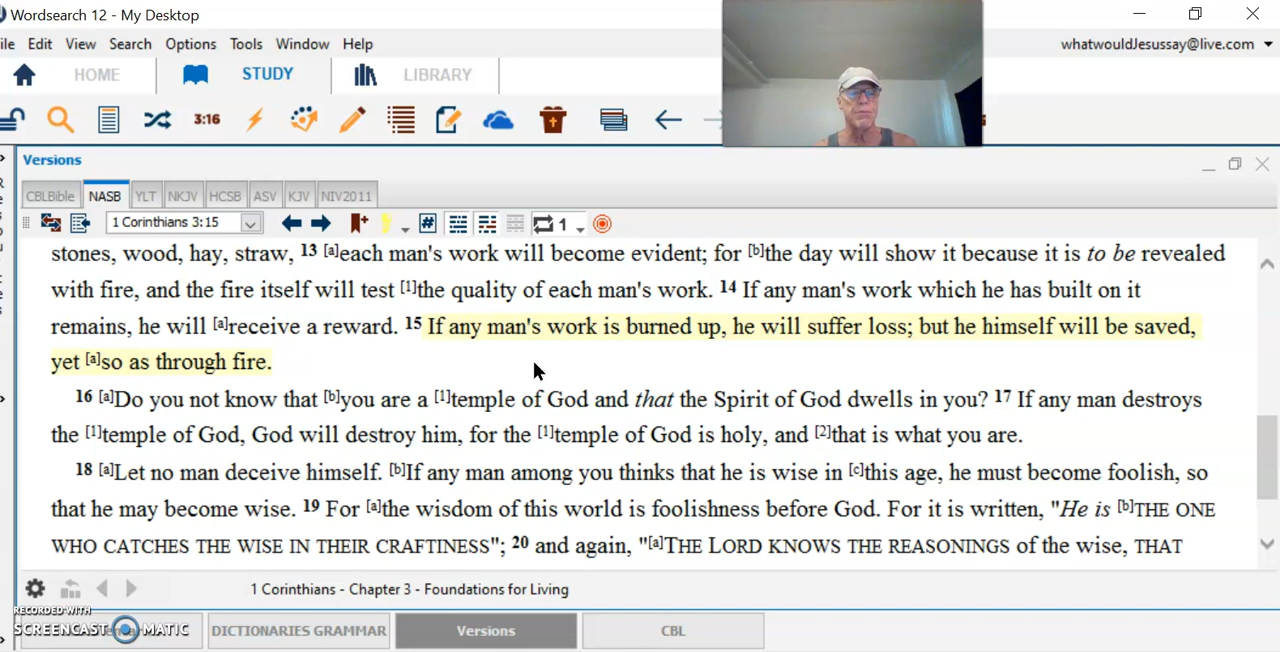 Wordsearch 12 - My Desktop
ile Edit View Search Options Tools Window Help whatwouldJesussay@live.com
HOME STUDY LIBRARY
3:16
Versions
CBLBible NASB YLT NKJV HCSB ASV KJV NIV2011
1 Corinthians 3:15 # 1
stones, wood, hay, straw, 13 [a]each man's work will become evident; for [b]the day will show it because it is to be revealed
with fire, and the fire itself will test [1]the quality of each man's work. 14 If any man's work which he has built on it
remains, he will [a]receive a reward. 15 If any man's work is burned up, he will suffer loss; but he himself will be saved,
yet [a]so as through fire.
16 [a]Do you not know that [b]you are a [1]temple of God and that the Spirit of God dwells in you? 17 If any man destroys
the [1]temple of God, God will destroy him, for the [1]temple of God is holy, and [2]that is what you are.
18 [a]Let no man deceive himself. [b]If any man among you thinks that he is wise in [c]this age, he must become foolish, so
that he may become wise. 19 For [a]the wisdom of this world is foolishness before God. For it is written, "He is [b]THE ONE
WHO CATCHES THE WISE IN THEIR CRAFTINESS"; 20 and again, "[a]THE LORD KNOWS THE REASONINGS of the wise, THAT
1 Corinthians - Chapter 3 - Foundations for Living
RECORDED WITH
SCREENCAST MATIC DICTIONARIES GRAMMAR Versions CBL